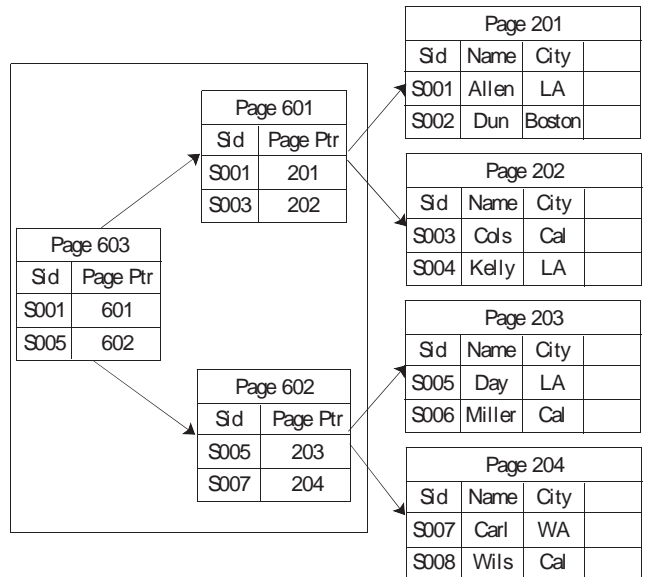 Page 603
Sid Page Ptr
S001 601
S005 602
Page 601
Sid Page Ptr
S001 201
S003 202
Page 602
Sid Page Ptr
S005 203
S007 204
Page 201
Sid Name City
S001 Allen LA
S002 Dun Boston
Page 202
Sid Name City
S003 Cols Cal
S004 Kelly LA
Page 203
Sid Name City
S005 Day LA
S006 Miller Cal
Page 204
Sid Name City
S007 Carl WA
S008 Wils Cal